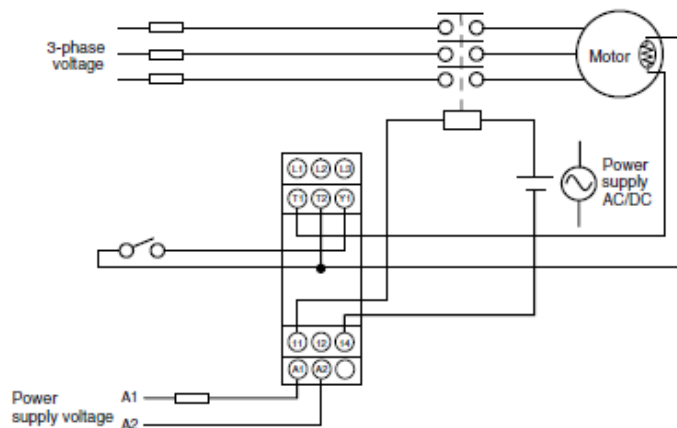 3-phase
voltage
Motor
L1 L2 L3
T1 T2 Y1
Power
supply
AC/DC
11 12 14
A1 A2
Power
supply voltage
A1
A2